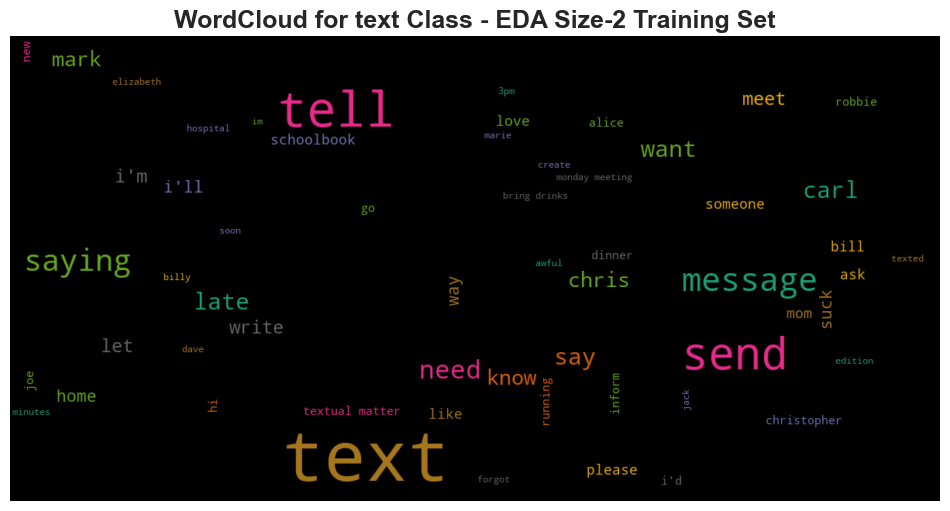 WordCloud for text Class - EDA Size-2 Training Set
new
mark
elizabeth
tell
3pm
meet
robbie
hospital
im
love
alice
schoolbook
marie
want
i'm
i'll
create
monday meeting
bring drinks
carl
someone
go
soon
saying
billy
awful
dinner
bill
texted
chris
message
ask
late
way
suck
mom
write
let
dave
send
need
know
say
edition
joe
home
minutes
hi
textual matter
like
running
inform
jack
christopher
text
forgot
please
i'd